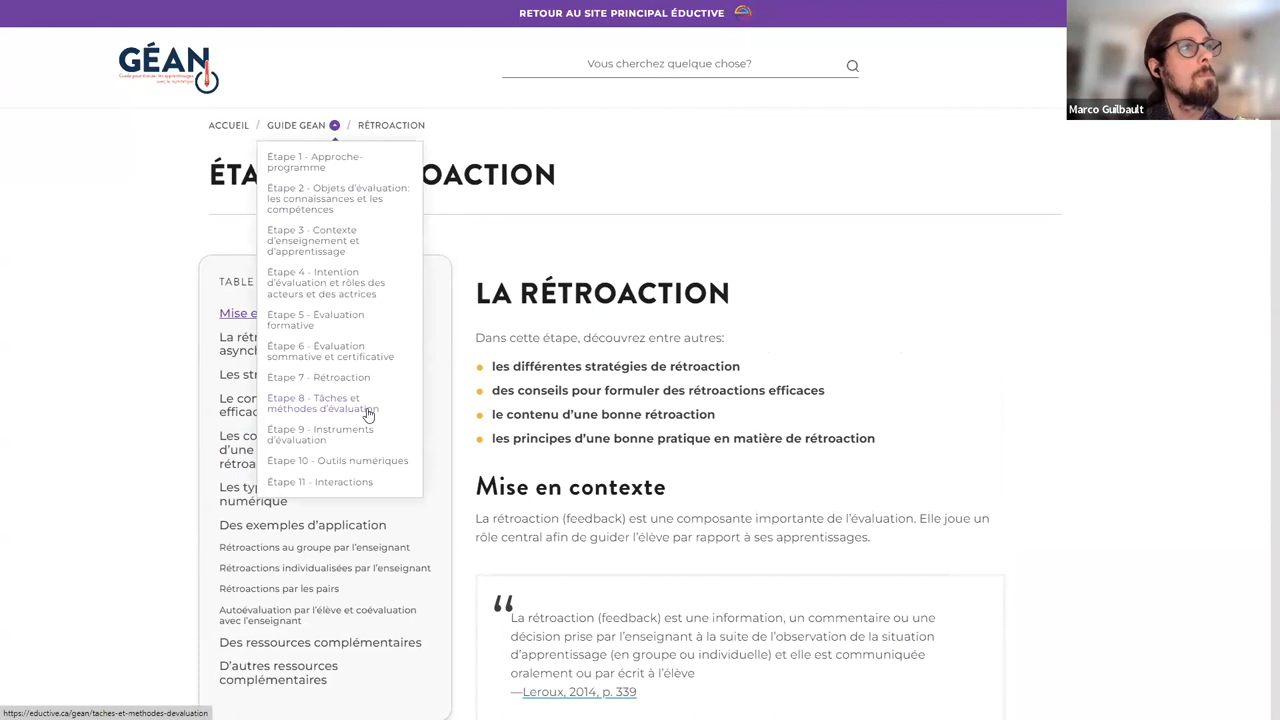 RETOUR AU SITE PRINCIPAL ÉDUCTIVE
GÉAN
Vous cherchez quelque chose?
Marco Guilbault
ACCUEIL / GUIDE GEAN / RÉTROACTION
ÉTA
OACTION
Étape 1 - Approche-
programme
Étape 2 - Objets d'évaluation:
les connaissances et les
compétences
Étape 3 - Contexte
d'enseignement et
d'apprentissage
Étape 4 - Intention
d'évaluation et rôles des
acteurs et des actrices
Étape 5 - Évaluation
formative
Étape 6 - Évaluation
sommative et certificative
Étape 7 - Rétroaction
Étape 8 - Tâches et
méthodes d'évaluation
Étape 9 - Instruments
d'évaluation
Étape 10 - Outils numériques
Étape 11 - Interactions
TABLE
Mise e
La rétr
asynch
Les str
Le con
efficac
Les co
d'une
rétroa
Les typ
numérique
Des exemples d'application
Rétroactions au groupe par l'enseignant
Rétroactions individualisées par l'enseignant
Rétroactions par les pairs
Autoévaluation par l'élève et coévaluation
avec l'enseignant
Des ressources complémentaires
D'autres ressources
complémentaires
LA RÉTROACTION
Dans cette étape, découvrez entre autres:
les différentes stratégies de rétroaction
des conseils pour formuler des rétroactions efficaces
le contenu d'une bonne rétroaction
les principes d'une bonne pratique en matière de rétroaction
Mise en contexte
La rétroaction (feedback) est une composante importante de l'évaluation. Elle joue un
rôle central afin de guider l'élève par rapport à ses apprentissages.
“
La rétroaction (feedback) est une information, un commentaire ou une
décision prise par l'enseignant à la suite de l'observation de la situation
d'apprentissage (en groupe ou individuelle) et elle est communiquée
oralement ou par écrit à l'élève
—Leroux, 2014, p. 339
https://eductive.ca/gean/taches-et-methodes-devaluation